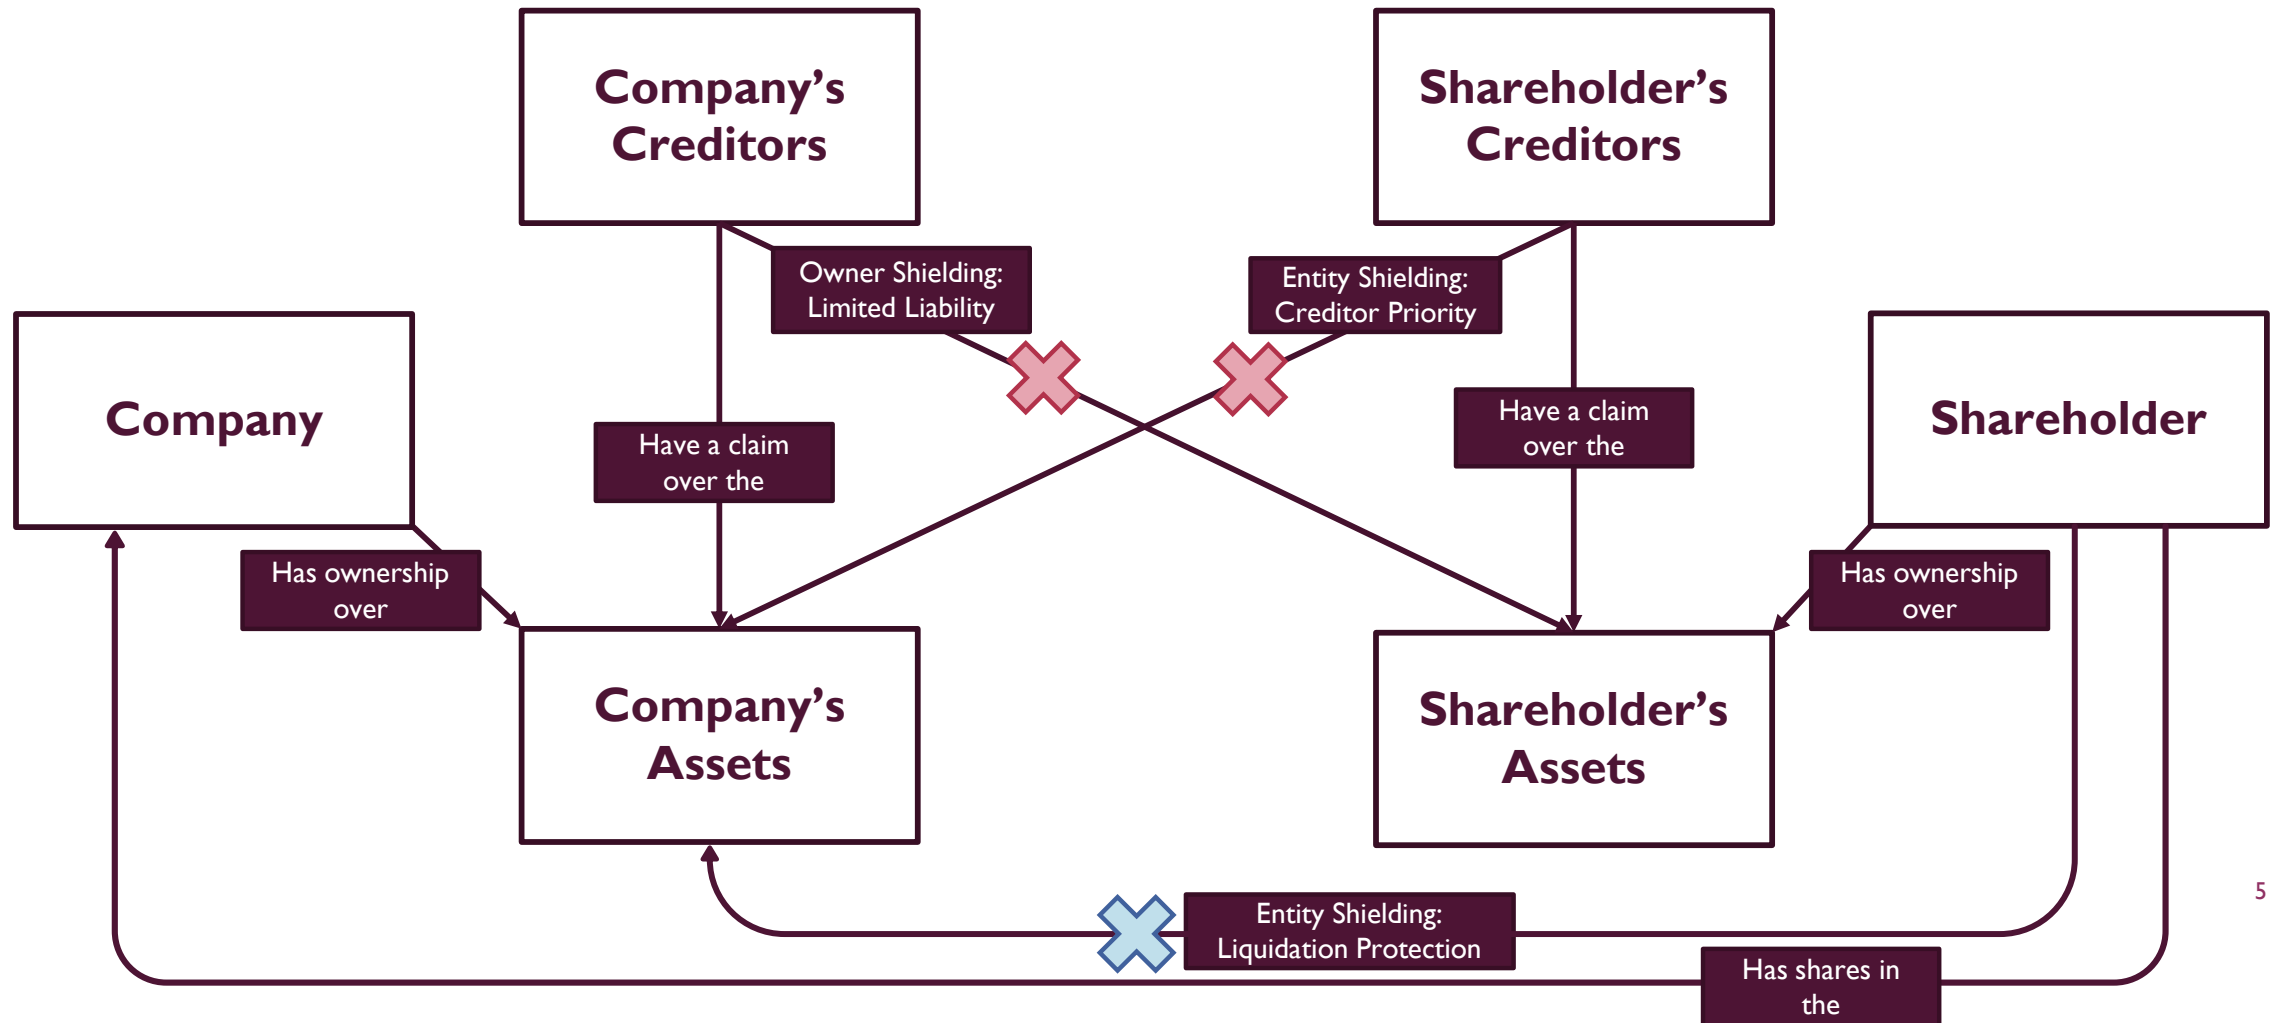 Company’s
Creditors
Shareholder’s
Creditors
Owner Shielding:
Limited Liability
Entity Shielding:
Creditor Priority
Company
Have a claim
over the
Have a claim
over the
Shareholder
Has ownership
over
Has ownership
over
Company’s
Assets
Shareholder’s
Assets
Entity Shielding:
Liquidation Protection
5
Has shares in
the